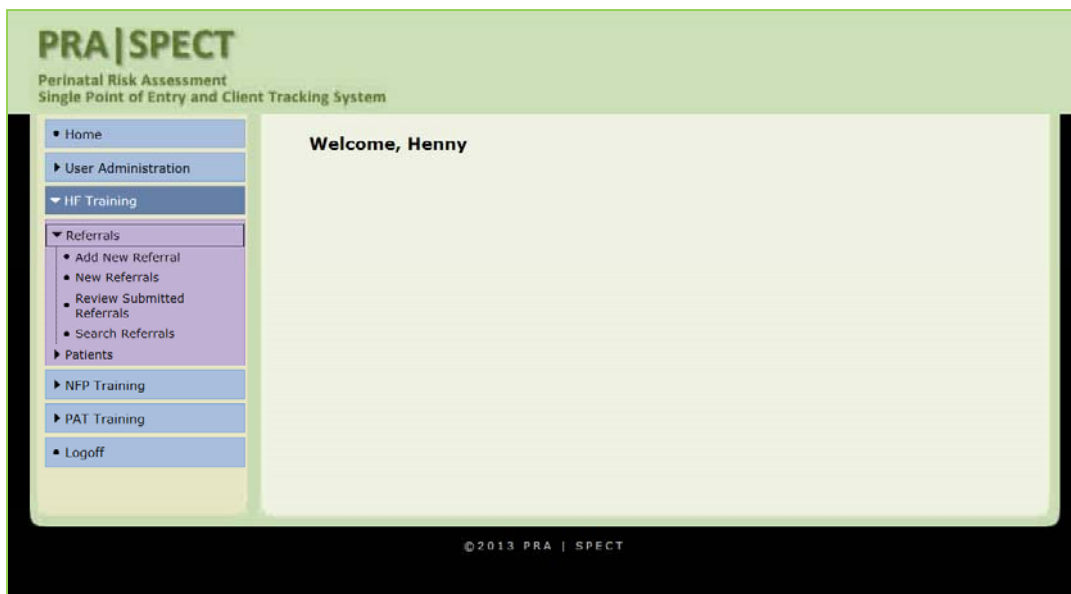 PRA|SPECT
Perinatal Risk Assessment
Single Point of Entry and Client Tracking System
Home
User Administration
HF Training
Referrals
Add New Referral
New Referrals
Review Submitted
Referrals
Search Referrals
Patients
NFP Training
PAT Training
Logoff
Welcome, Henny
©2013 PRA | SPECT